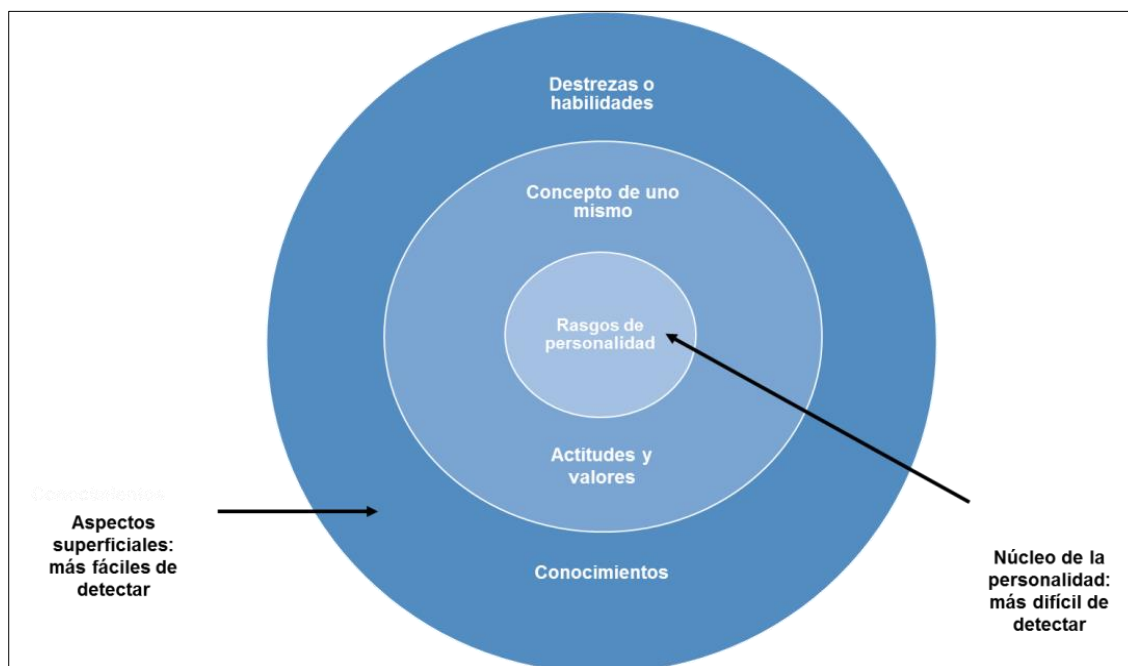 Destrezas o
habilidades
Concepto de uno
mismo
Rasgos de
personalidad
Actitudes y
valores
Conocimientos
Conocimientos
Aspectos
superficiales:
más fáciles de
detectar
Núcleo de la
personalidad:
más difícil de
detectar